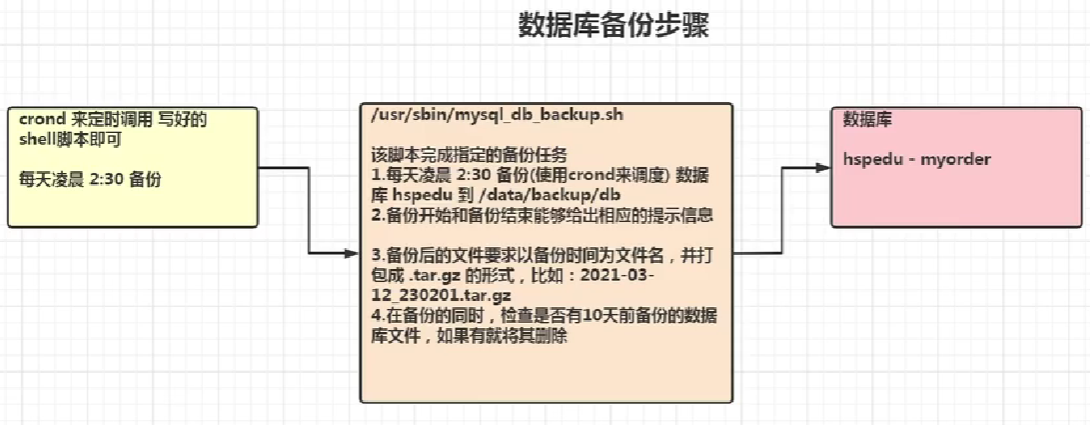 数据库备份步骤
crond 来定时调用 写好的
shell脚本即可
每天凌晨 2:30 备份
/usr/sbin/mysql_db_backup.sh
该脚本完成指定的备份任务
1.每天凌晨 2:30 备份(使用crond来调度) 数据
库 hspedu 到 /data/backup/db
2.备份开始和备份结束能够给出相应的提示信息
3.备份后的文件要求以备份时间为文件名，并打
包成 .tar.gz 的形式，比如：2021-03-
12_230201.tar.gz
4.在备份的同时，检查是否有10天前备份的数据
库文件，如果有就将其删除
数据库
hspedu - myorder